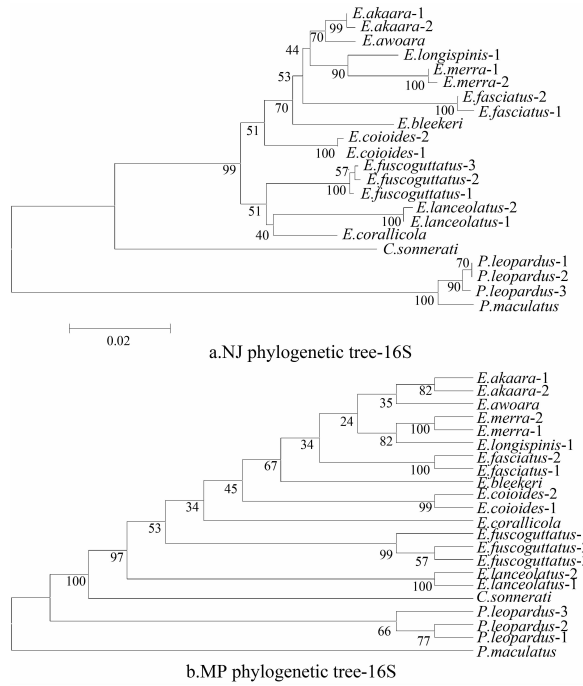 E.akaara-1
99
E.akaara-2
70
E.awoara
44
E.longispinis-1
90
E.merra-1
53
100
E.merra-2
E.fasciatus-2
70
100
E.fasciatus-1
E.bleekeri
51
E.coioides-2
100
E.coioides-1
99
E.fuscoguttatus-3
57
E.fuscoguttatus-2
100
E.fuscoguttatus-1
51
E.lanceolatus-2
100
E.lanceolatus-1
40
E.corallicola
C.sonnerati
P.leopardus-1
70
P.leopardus-2
90
P.leopardus-3
100
P.maculatus
0.02
a.NJ phylogenetic tree-16S
E.akaara-1
82
E.akaara-2
35
E.awoara
24
E.merra-2
100
E.merra-1
82
E.longispinis-1
34
E.fasciatus-2
67
100
E.fasciatus-1
E.bleekeri
45
E.coioides-2
99
E.coioides-1
34
E.corallicola
53
E.fuscoguttatus-
99
E.fuscoguttatus-
57
E.fuscoguttatus-
97
E.lanceolatus-2
100
E.lanceolatus-1
100
C.sonnerati
P.leopardus-3
66
P.leopardus-2
77
P.leopardus-1
P.maculatus
b.MP phylogenetic tree-16S